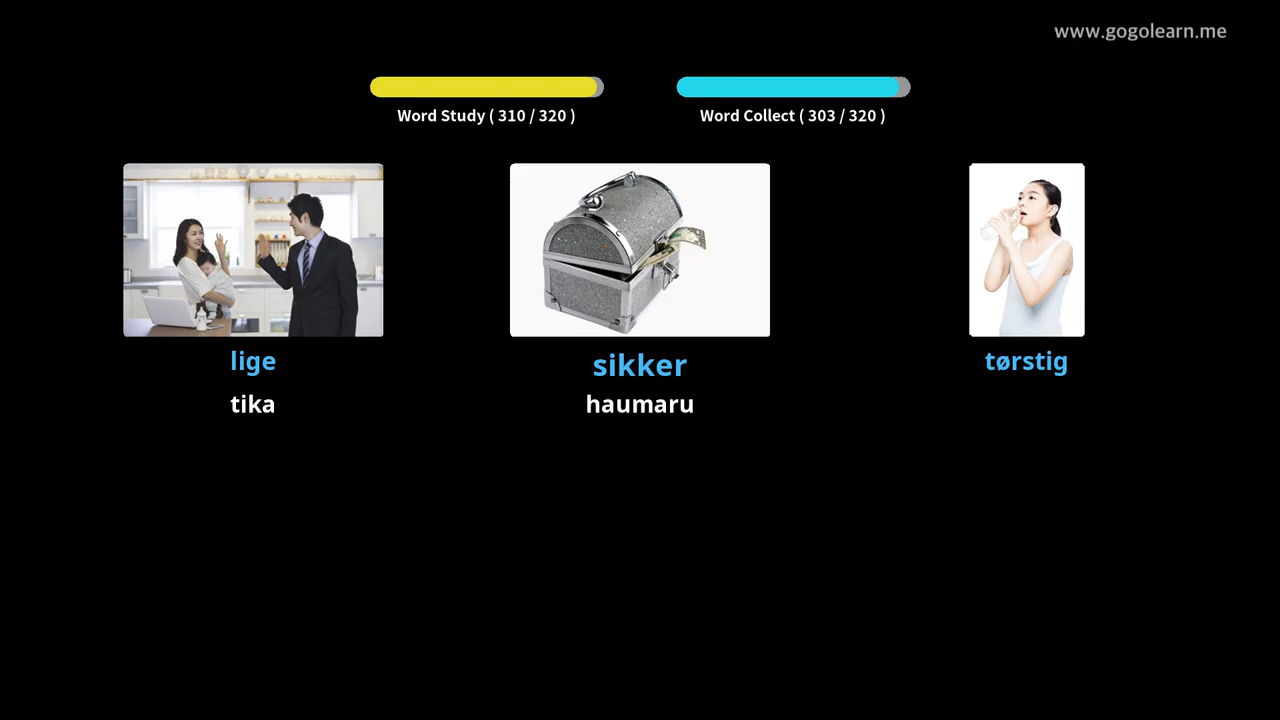 www.gogolearn.me
Word Study ( 310 / 320 )
Word Collect ( 303 / 320 )
lige
sikker
tørstig
tika
haumaru